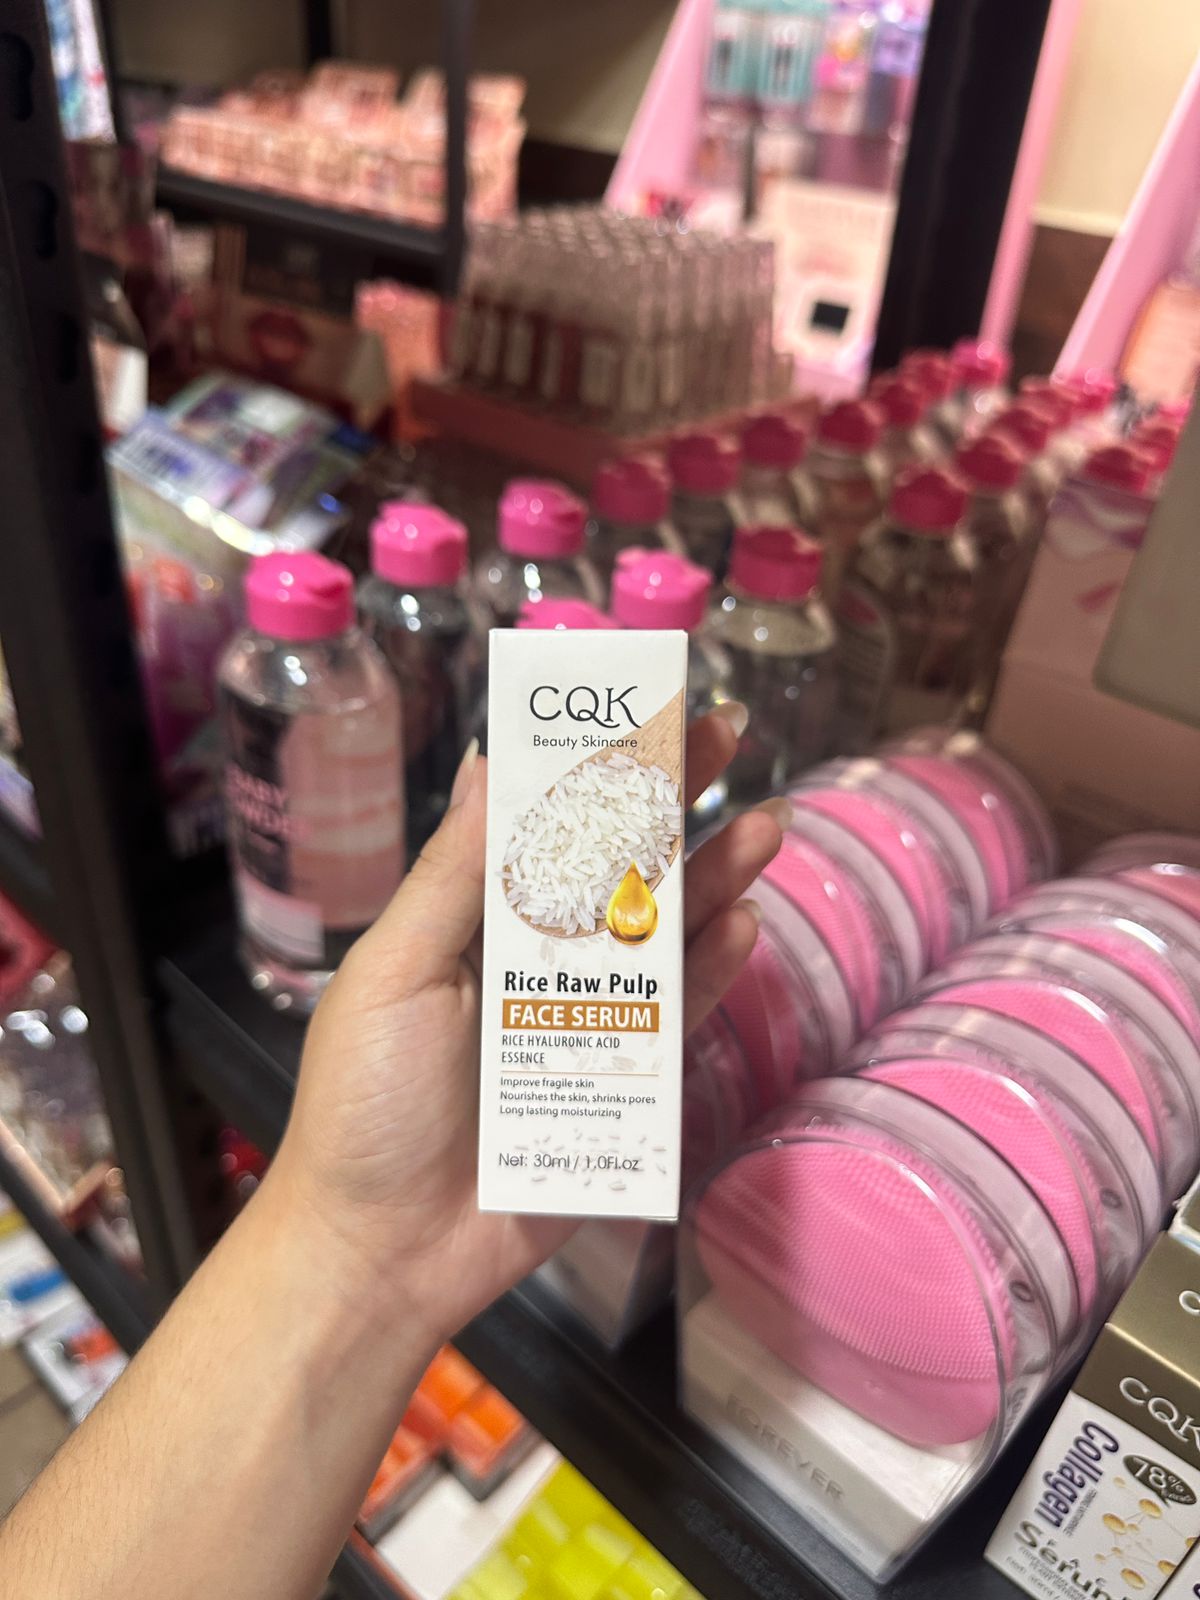 CQK
Beauty Skincare
Rice Raw Pulp
FACE SERUM
RICE HYALURONIC ACID
ESSENCE
Improve fragile skin
Nourishes the skin, shrinks pores
Long lasting moisturizing
Net: 30ml / 1.0Fl.oz
FOREVER
CQK
Collagen
78%
Serum